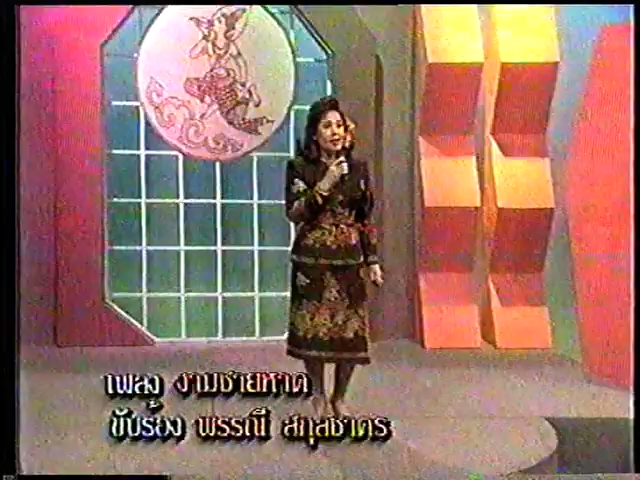 เพลง งามชายหาด
ขับร้อง พรรณี สกุลชาคร